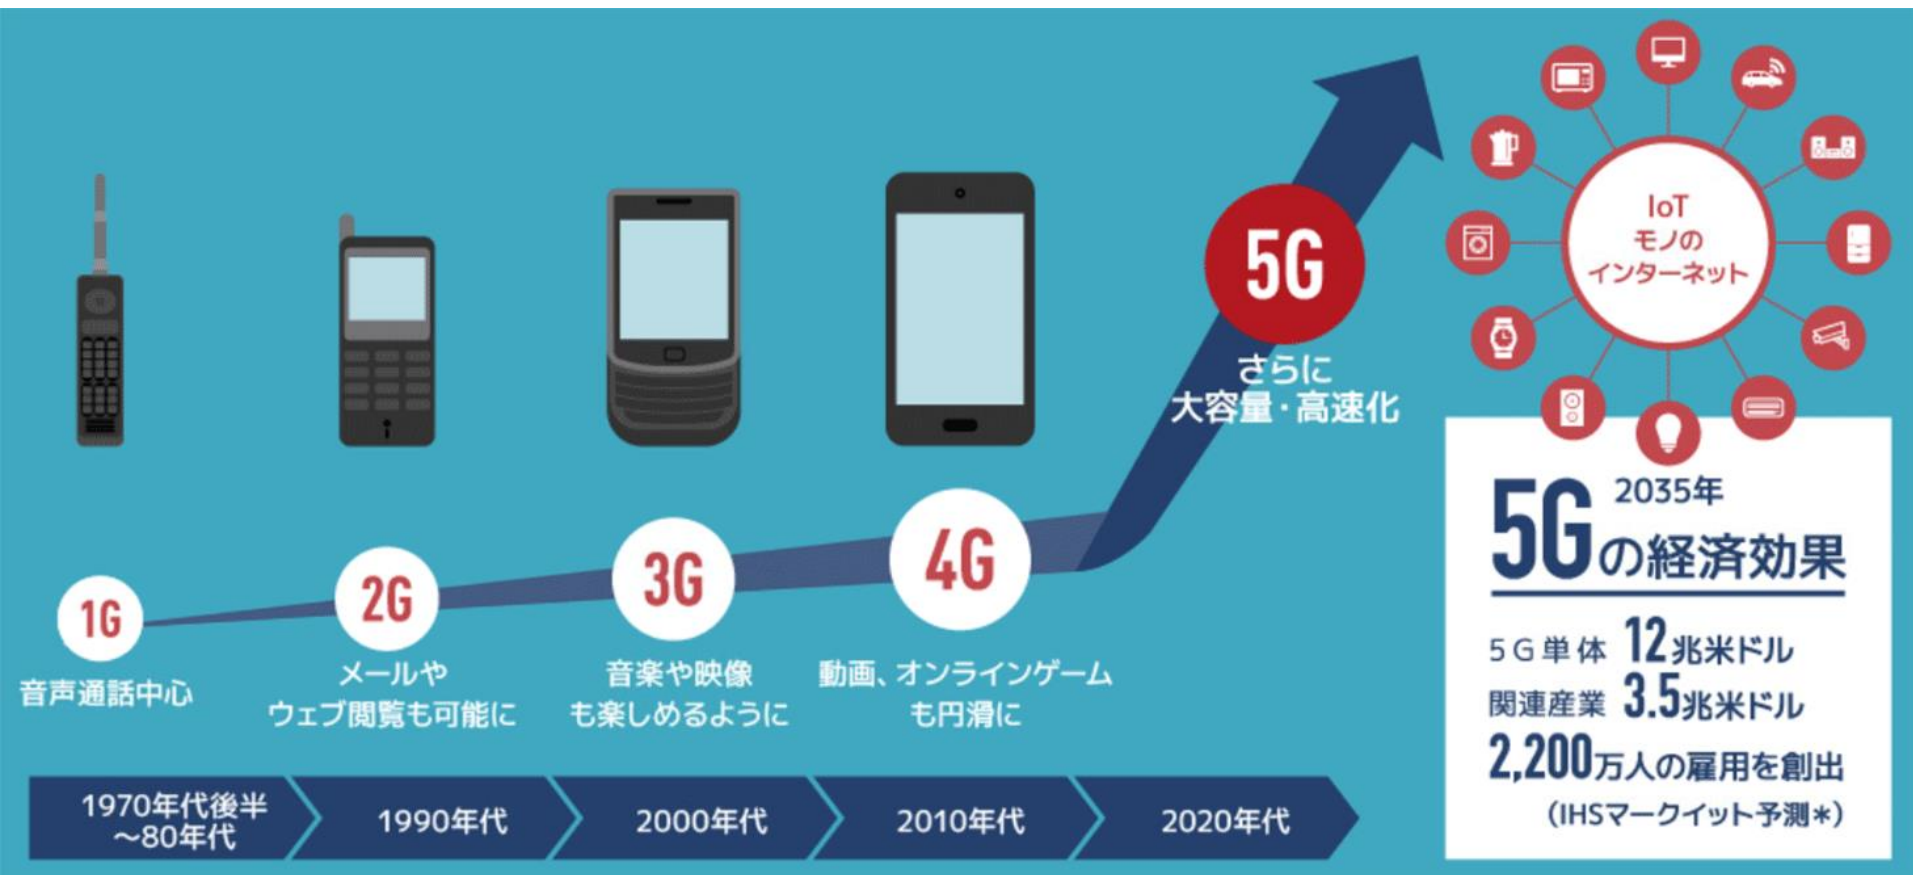 1G
音声通話中心
2G
メールや
ウェブ閲覧も可能に
3G
音楽や映像
も楽しめるように
4G
動画、オンラインゲーム
も円滑に
5G
さらに
大容量・高速化
1970年代後半
～80年代
1990年代
2000年代
2010年代
2020年代
IoT
モノの
インターネット
2035年
5Gの経済効果
5G単体 12兆米ドル
関連産業 3.5兆米ドル
2,200万人の雇用を創出
（IHSマークイット予測＊）